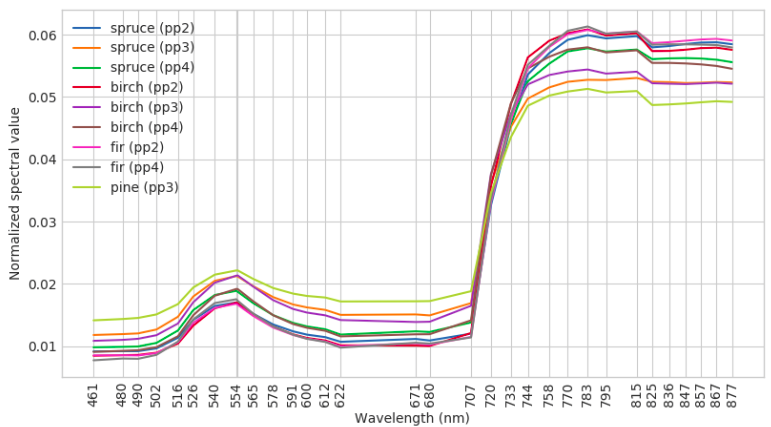 spruce (pp2)
spruce (pp3)
spruce (pp4)
birch (pp2)
birch (pp3)
birch (pp4)
fir (pp2)
fir (pp4)
pine (pp3)
Normalized spectral value
0.06
0.05
0.04
0.03
0.02
0.01
461 480 490 502 516 526 540 554 565 578 591 600 612 622 671 680 707 720 733 744 758 770 783 795 815 825 836 847 857 867 877
Wavelength (nm)